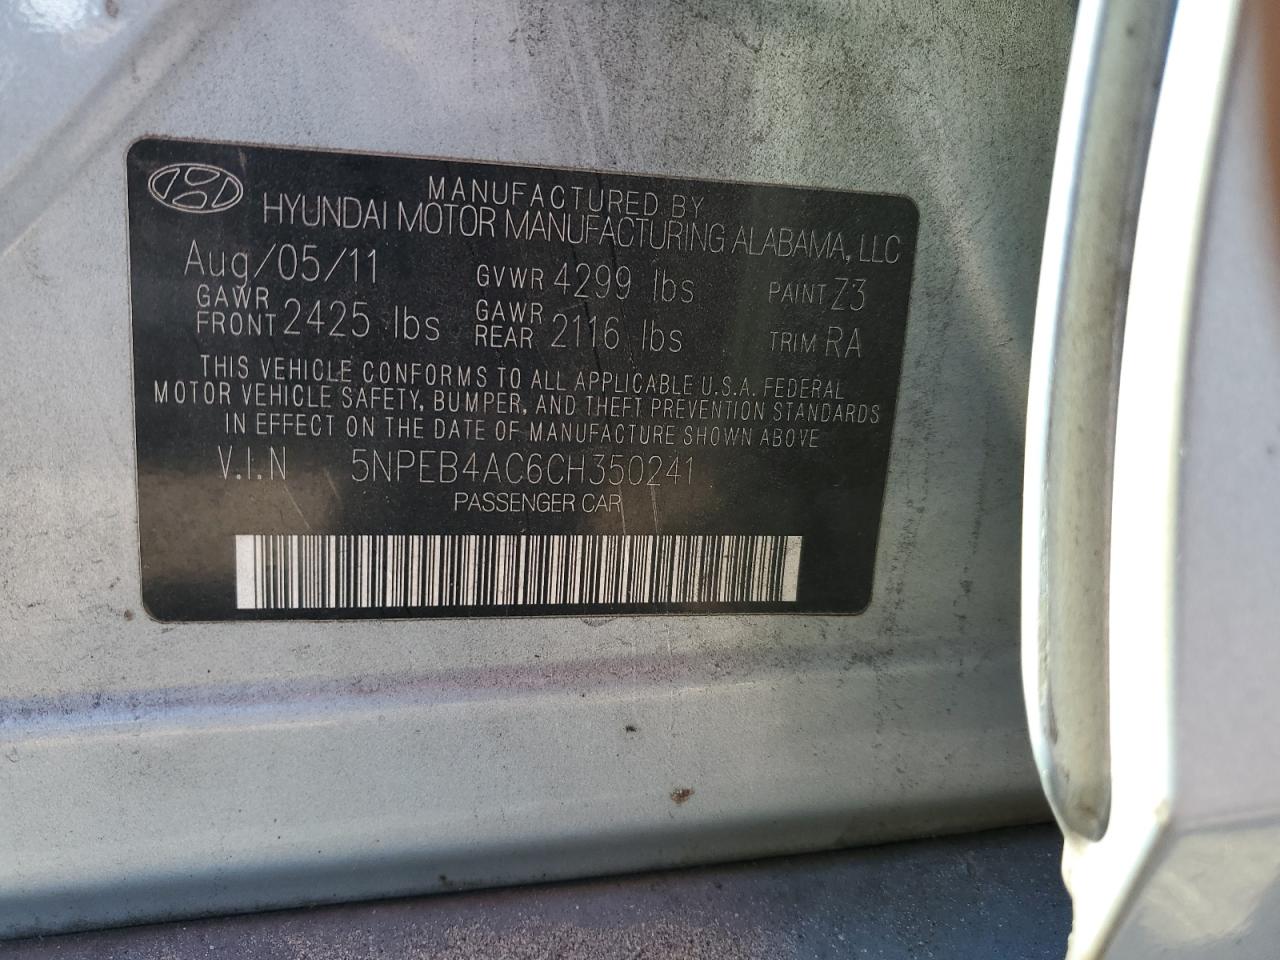 MANUFACTURED BY
HYUNDAI MOTOR MANUFACTURING ALABAMA, LLC
Aug/05/11 GVWR 4299 lbs PAINT Z3
GAWR FRONT 2425 lbs GAWR REAR 2116 lbs TRIM RA
THIS VEHICLE CONFORMS TO ALL APPLICABLE U.S.A. FEDERAL
MOTOR VEHICLE SAFETY, BUMPER, AND THEFT PREVENTION STANDARDS
IN EFFECT ON THE DATE OF MANUFACTURE SHOWN ABOVE
V.I.N 5NPEB4AC6CH350241
PASSENGER CAR